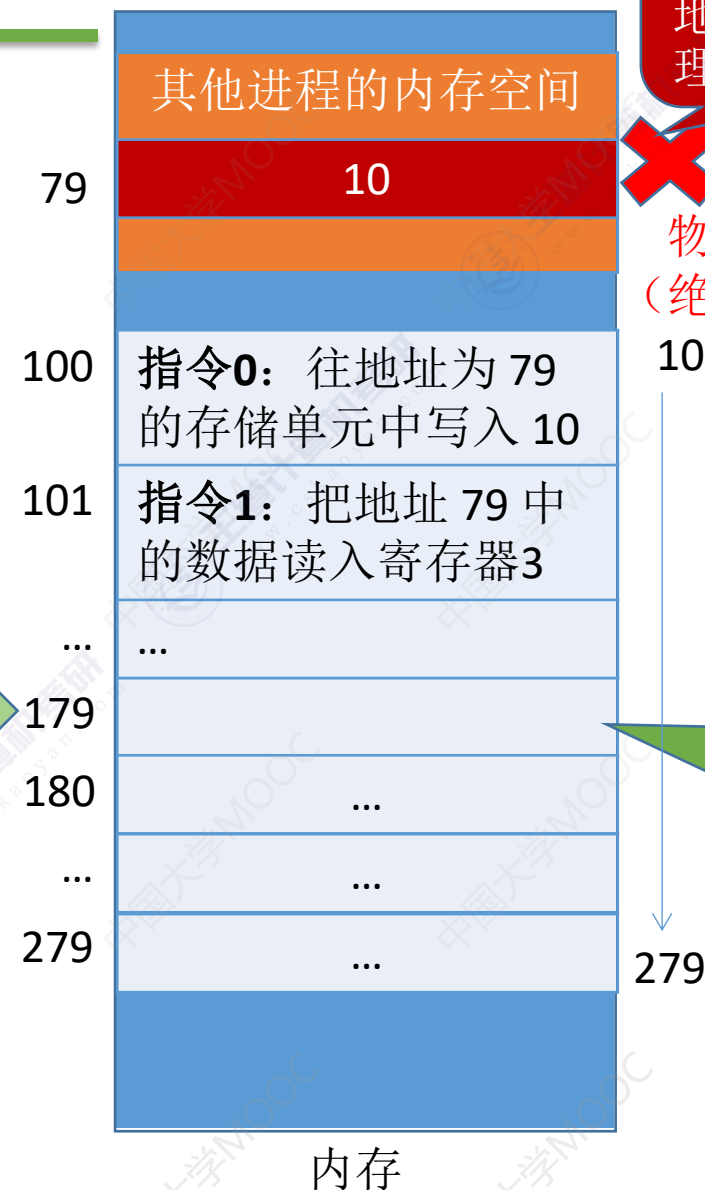 地
理
其他进程的内存空间
79
10
物
（绝
100
指令0：往地址为 79
的存储单元中写入 10
10
101
指令1：把地址 79 中
的数据读入寄存器3
...
...
179
180
...
...
...
279
...
279
内存